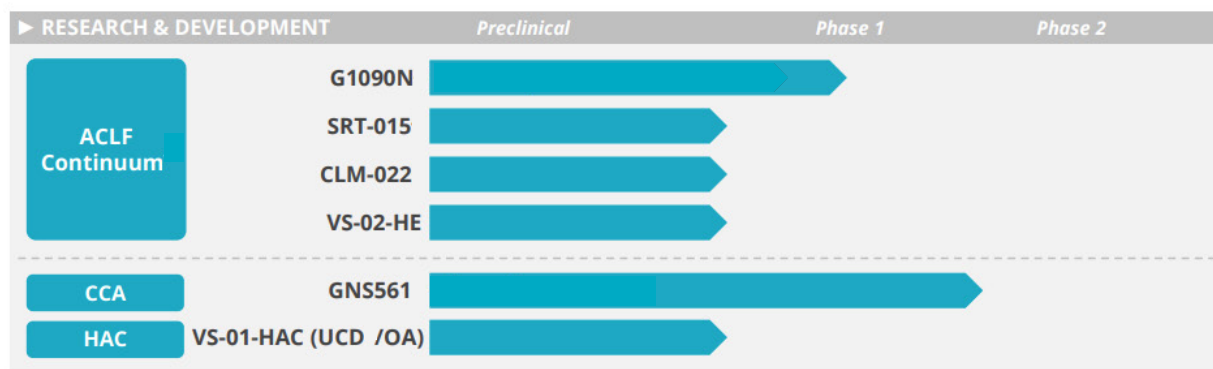 ▶ RESEARCH & DEVELOPMENT Preclinical Phase 1 Phase 2
ACLF
Continuum
G1090N
SRT-015
CLM-022
VS-02-HE
CCA
GNS561
HAC
VS-01-HAC (UCD /OA)